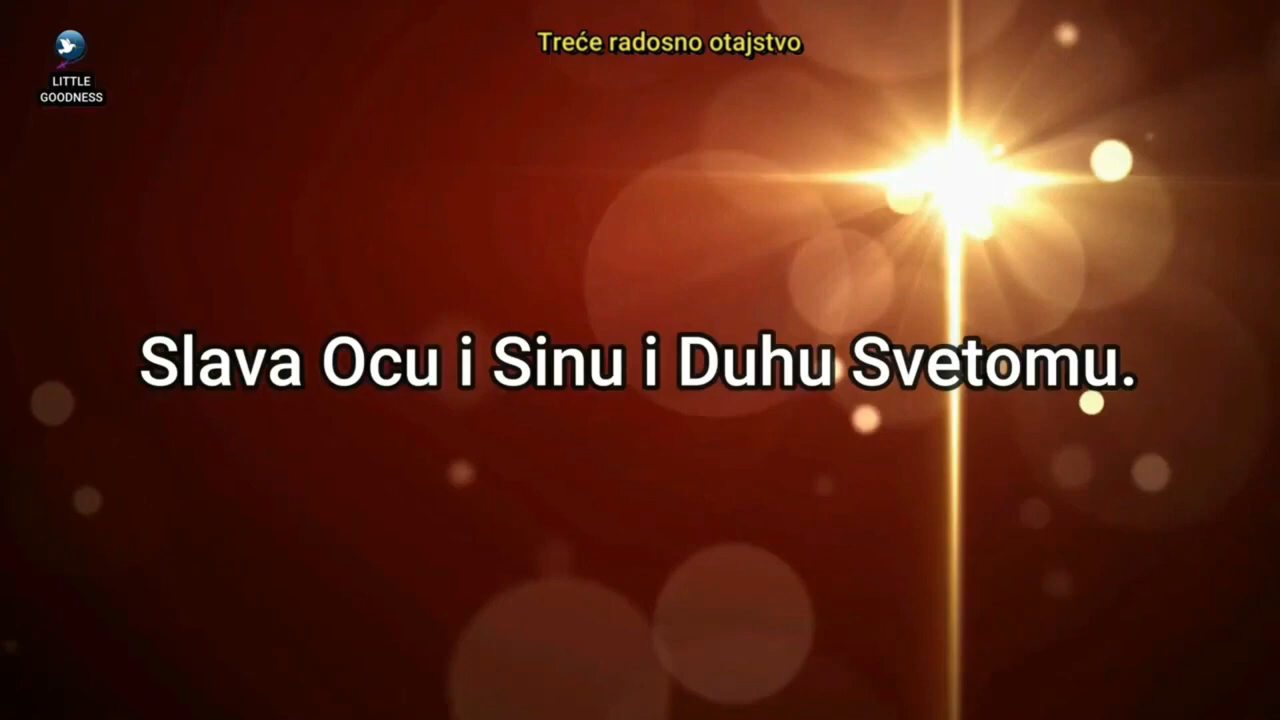 Treće radosno otajstvo
LITTLE
GOODNESS
Slava Ocu i Sinu i Duhu Svetomu.